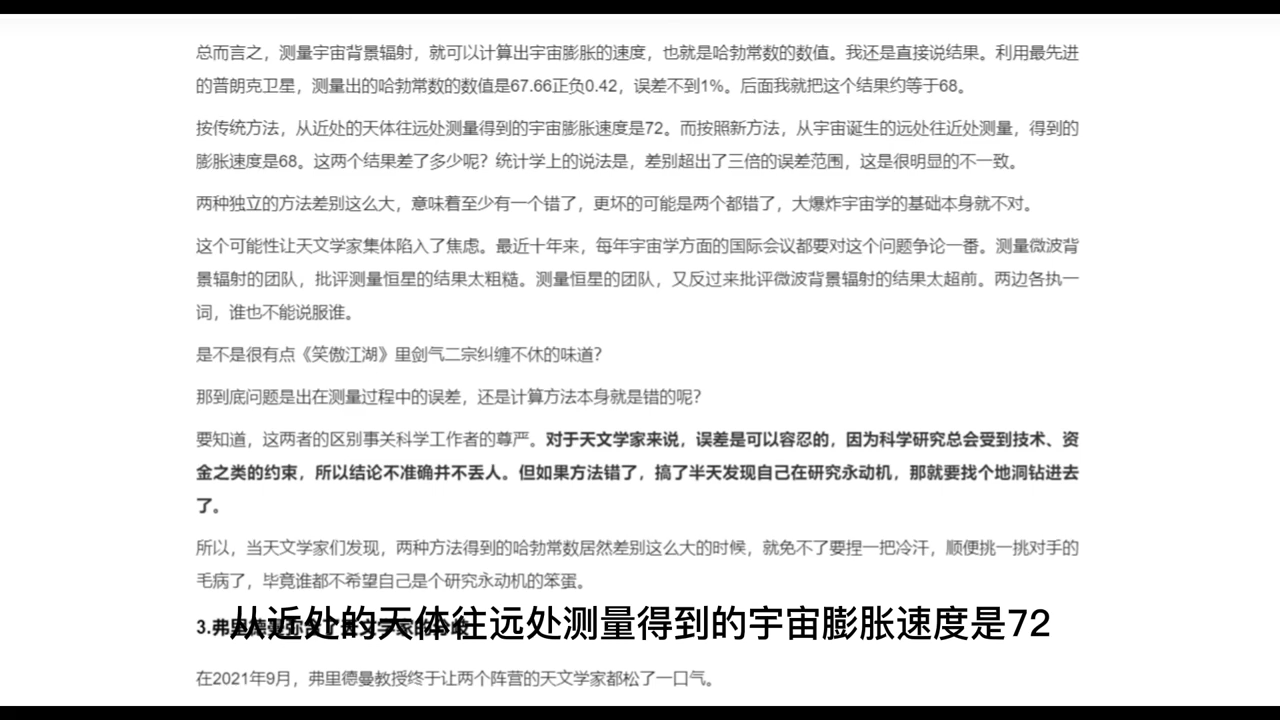 总而言之，测量宇宙背景辐射，就可以计算出宇宙膨胀的速度，也就是哈勃常数的数值。我还是直接说结果。利用最先进
的普朗克卫星，测量出的哈勃常数的数值是67.66正负0.42，误差不到1%。后面我就把这个结果约等于68。
按传统方法，从近处的天体往远处测量得到的宇宙膨胀速度是72。而按照新方法，从宇宙诞生的远处往近处测量，得到的
膨胀速度是68。这两个结果差了多少呢？统计学上的说法是，差别超出了三倍的误差范围，这是很明显的不一致。
两种独立的方法差别这么大，意味着至少有一个错了，更坏的可能是两个都错了，大爆炸宇宙学的基础本身就不对。
这个可能性让天文学家集体陷入了焦虑。最近十年来，每年宇宙学方面的国际会议都要对这个问题争论一番。测量微波背
景辐射的团队，批评测量恒星的结果太粗糙。测量恒星的团队，又反过来批评微波背景辐射的结果太超前。两边各执一
词，谁也不能说服谁。
是不是很有点《笑傲江湖》里剑气二宗纠缠不休的味道？
那到底问题是出在测量过程中的误差，还是计算方法本身就是错的呢？
要知道，这两者的区别事关科学工作者的尊严。对于天文学家来说，误差是可以容忍的，因为科学研究总会受到技术、资
金之类的约束，所以结论不准确并不丢人。但如果方法错了，搞了半天发现自己在研究永动机，那就要找个地洞钻进去
了。
所以，当天文学家们发现，两种方法得到的哈勃常数居然差别这么大的时候，就免不了要捏一把冷汗，顺便挑一挑对手的
毛病了，毕竟谁都不希望自己是个研究永动机的笨蛋。
3.弗里德曼
从近处的天体往远处测量得到的宇宙膨胀速度是72
在2021年9月，弗里德曼教授终于让两个阵营的天文学家都松了一口气。